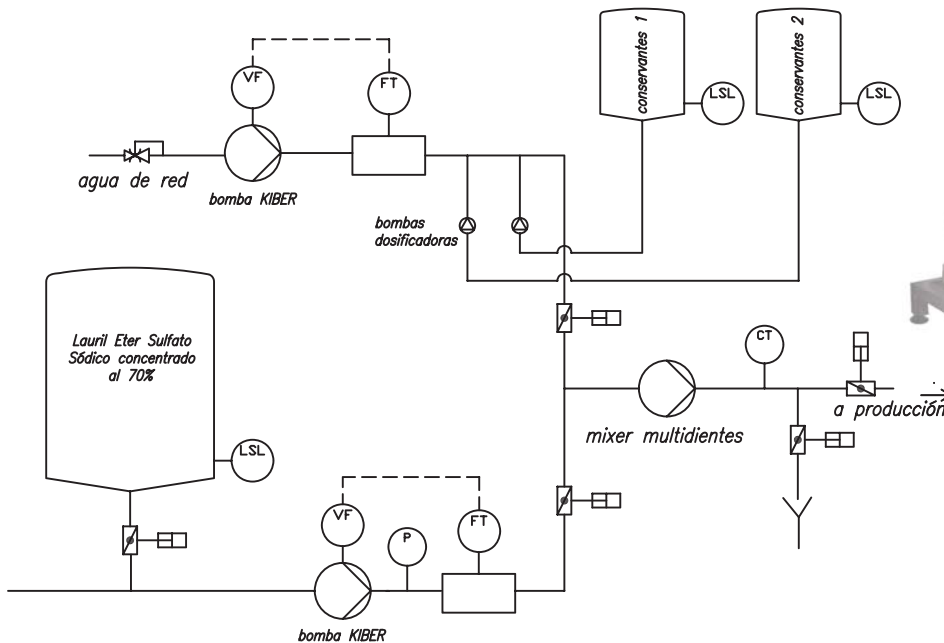 conservantes 1
conservantes 2
VF
FT
LSL
LSL
agua de red
bomba KIBER
bombas
dosificadoras
Lauril Eter Sulfato
Sódico concentrado
al 70%
CT
a producción
mixer multidientes
LSL
VF
P
FT
bomba KIBER